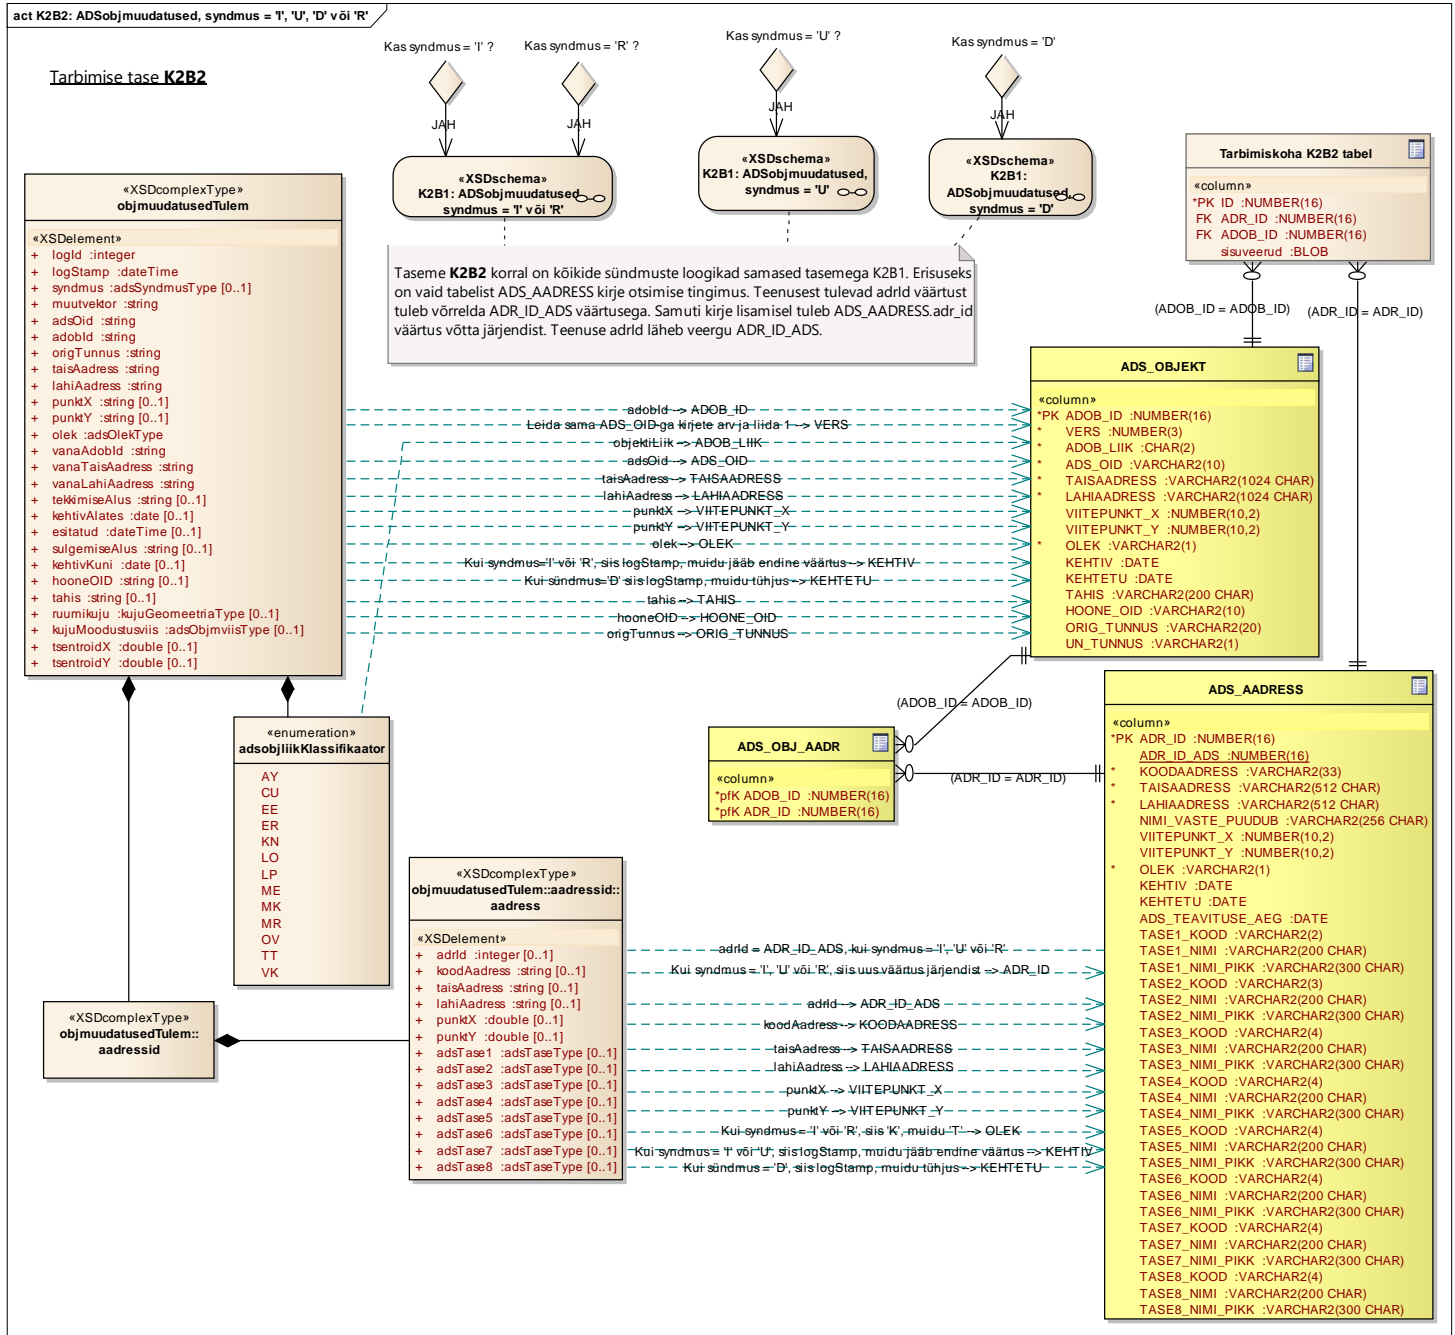 act K2B2: ADSobjmuudatused, syndmus = 'I', 'U', 'D' või 'R'
Tarbimise tase K2B2
Kas syndmus = 'I' ?
Kas syndmus = 'R' ?
Kas syndmus = 'U' ?
Kas syndmus = 'D'
JAH
JAH
JAH
JAH
«XSDschema»
K2B1: ADSobjmuudatused,
syndmus = 'I' või 'R'
«XSDschema»
K2B1: ADSobjmuudatused,
syndmus = 'U'
«XSDschema»
K2B1:
ADSobjmuudatused,
syndmus = 'D'
Taseme K2B2 korral on kõikide sündmuste loogikad samased tasemega K2B1. Erisuseks
on vaid tabelist ADS_AADRESS kirje otsimise tingimus. Teenusest tulevad adrId väärtust
tuleb võrrelda ADR_ID_ADS väärtusega. Samuti kirje lisamisel tuleb ADS_AADRESS.adr_id
väärtus võtta järjendist. Teenuse adrId läheb veergu ADR_ID_ADS.
Tarbimiskoha K2B2 tabel
«column»
*PK ID :NUMBER(16)
FK ADR_ID :NUMBER(16)
FK ADOB_ID :NUMBER(16)
sisuveerud :BLOB
(ADOB_ID = ADOB_ID)
(ADR_ID = ADR_ID)
«XSDcomplexType»
objmuudatusedTulem
«XSDelement»
+ logId :integer
+ logStamp :dateTime
+ syndmus :adsSyndmusType [0..1]
+ muutvektor :string
+ adsOid :string
+ adobId :string
+ origTunnus :string
+ taisAadress :string
+ lahiAadress :string
+ punktX :string [0..1]
+ punktY :string [0..1]
+ olek :adsOlekType
+ vanaAdobId :string
+ vanaTaisAadress :string
+ vanaLahiAadress :string
+ tekkimiseAlus :string [0..1]
+ kehtivAlates :date [0..1]
+ esitatud :dateTime [0..1]
+ sulgemiseAlus :string [0..1]
+ kehtivKuni :date [0..1]
+ hooneOID :string [0..1]
+ tahis :string [0..1]
+ ruumikuju :kujuGeomeetriaType [0..1]
+ kujuMoodustusviis :adsObjmviisType [0..1]
+ tsentroidX :double [0..1]
+ tsentroidY :double [0..1]
adobId --> ADOB_ID
Leida sama ADS_OID-ga kirjete arv ja liida 1 --> VERS
objektiLiik --> ADOB_LIIK
adsOid --> ADS_OID
taisAadress --> TAISAADRESS
lahiAadress --> LAHIAADRESS
punktX --> VIITEPUNKT_X
punktY --> VIITEPUNKT_Y
olek --> OLEK
Kui syndmus='I' või 'R', siis logStamp, muidu jääb endine väärtus --> KEHTIV
Kui sündmus='D' siis logStamp, muidu tühjus --> KEHTETU
tahis --> TAHIS
hooneOID --> HOONE_OID
origTunnus --> ORIG_TUNNUS
ADS_OBJEKT
«column»
*PK ADOB_ID :NUMBER(16)
* VERS :NUMBER(3)
* ADOB_LIIK :CHAR(2)
* ADS_OID :VARCHAR2(10)
* TAISAADRESS :VARCHAR2(1024 CHAR)
* LAHIAADRESS :VARCHAR2(1024 CHAR)
VIITEPUNKT_X :NUMBER(10,2)
VIITEPUNKT_Y :NUMBER(10,2)
* OLEK :VARCHAR2(1)
KEHTIV :DATE
KEHTETU :DATE
TAHIS :VARCHAR2(200 CHAR)
HOONE_OID :VARCHAR2(10)
ORIG_TUNNUS :VARCHAR2(20)
UN_TUNNUS :VARCHAR2(1)
(ADOB_ID = ADOB_ID)
(ADR_ID = ADR_ID)
ADS_OBJ_AADR
«column»
*pfK ADOB_ID :NUMBER(16)
*pfK ADR_ID :NUMBER(16)
«enumeration»
adsobjliikKlassifikaator
AY
CU
EE
ER
KN
LO
LP
ME
MK
MR
OV
TT
VK
«XSDcomplexType»
objmuudatusedTulem::
aadressid
«XSDcomplexType»
objmuudatusedTulem::aadressid::
aadress
«XSDelement»
+ adrId :integer [0..1]
+ koodAadress :string [0..1]
+ taisAadress :string [0..1]
+ lahiAadress :string [0..1]
+ punktX :double [0..1]
+ punktY :double [0..1]
+ adsTase1 :adsTaseType [0..1]
+ adsTase2 :adsTaseType [0..1]
+ adsTase3 :adsTaseType [0..1]
+ adsTase4 :adsTaseType [0..1]
+ adsTase5 :adsTaseType [0..1]
+ adsTase6 :adsTaseType [0..1]
+ adsTase7 :adsTaseType [0..1]
+ adsTase8 :adsTaseType [0..1]
adrId = ADR_ID_ADS, kui syndmus = 'I', 'U' või 'R'
Kui syndmus = 'I', 'U' või 'R', siis uus väärtus järjendist --> ADR_ID
adrId --> ADR_ID_ADS
koodAadress --> KOODAADRESS
taisAadress --> TAISAADRESS
lahiAadress --> LAHIAADRESS
punktX --> VIITEPUNKT_X
punktY --> VIITEPUNKT_Y
Kui syndmus = 'I' või 'R', siis 'K', muidu 'T' --> OLEK
Kui syndmus = 'I' või 'U', siis logStamp, muidu jääb endine väärtus --> KEHTIV
Kui sündmus = 'D', siis logStamp, muidu tühjus --> KEHTETU
ADS_AADRESS
«column»
*PK ADR_ID :NUMBER(16)
ADR_ID_ADS :NUMBER(16)
* KOODAADRESS :VARCHAR2(33)
* TAISAADRESS :VARCHAR2(512 CHAR)
* LAHIAADRESS :VARCHAR2(512 CHAR)
NIMI_VASTE_PUUDUB :VARCHAR2(256 CHAR)
VIITEPUNKT_X :NUMBER(10,2)
VIITEPUNKT_Y :NUMBER(10,2)
* OLEK :VARCHAR2(1)
KEHTIV :DATE
KEHTETU :DATE
ADS_TEAVITUSE_AEG :DATE
TASE1_KOOD :VARCHAR2(2)
TASE1_NIMI :VARCHAR2(200 CHAR)
TASE1_NIMI_PIKK :VARCHAR2(300 CHAR)
TASE2_KOOD :VARCHAR2(3)
TASE2_NIMI :VARCHAR2(200 CHAR)
TASE2_NIMI_PIKK :VARCHAR2(300 CHAR)
TASE3_KOOD :VARCHAR2(4)
TASE3_NIMI :VARCHAR2(200 CHAR)
TASE3_NIMI_PIKK :VARCHAR2(300 CHAR)
TASE4_KOOD :VARCHAR2(4)
TASE4_NIMI :VARCHAR2(200 CHAR)
TASE4_NIMI_PIKK :VARCHAR2(300 CHAR)
TASE5_KOOD :VARCHAR2(4)
TASE5_NIMI :VARCHAR2(200 CHAR)
TASE5_NIMI_PIKK :VARCHAR2(300 CHAR)
TASE6_KOOD :VARCHAR2(4)
TASE6_NIMI :VARCHAR2(200 CHAR)
TASE6_NIMI_PIKK :VARCHAR2(300 CHAR)
TASE7_KOOD :VARCHAR2(4)
TASE7_NIMI :VARCHAR2(200 CHAR)
TASE7_NIMI_PIKK :VARCHAR2(300 CHAR)
TASE8_KOOD :VARCHAR2(4)
TASE8_NIMI :VARCHAR2(200 CHAR)
TASE8_NIMI_PIKK :VARCHAR2(300 CHAR)